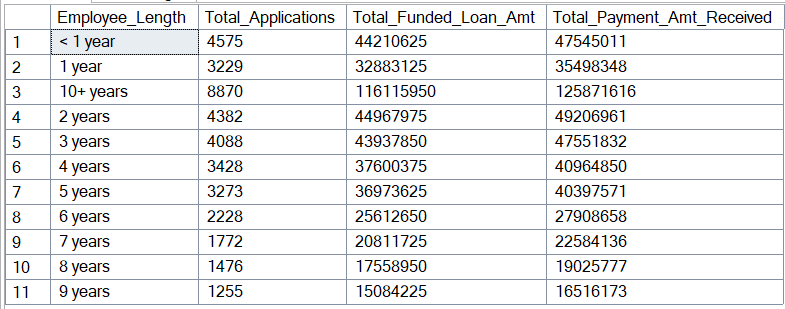 Employee_Length Total_Applications Total_Funded_Loan_Amt Total_Payment_Amt_Received
1 < 1 year 4575 44210625 47545011
2 1 year 3229 32883125 35498348
3 10+ years 8870 116115950 125871616
4 2 years 4382 44967975 49206961
5 3 years 4088 43937850 47551832
6 4 years 3428 37600375 40964850
7 5 years 3273 36973625 40397571
8 6 years 2228 25612650 27908658
9 7 years 1772 20811725 22584136
10 8 years 1476 17558950 19025777
11 9 years 1255 15084225 16516173